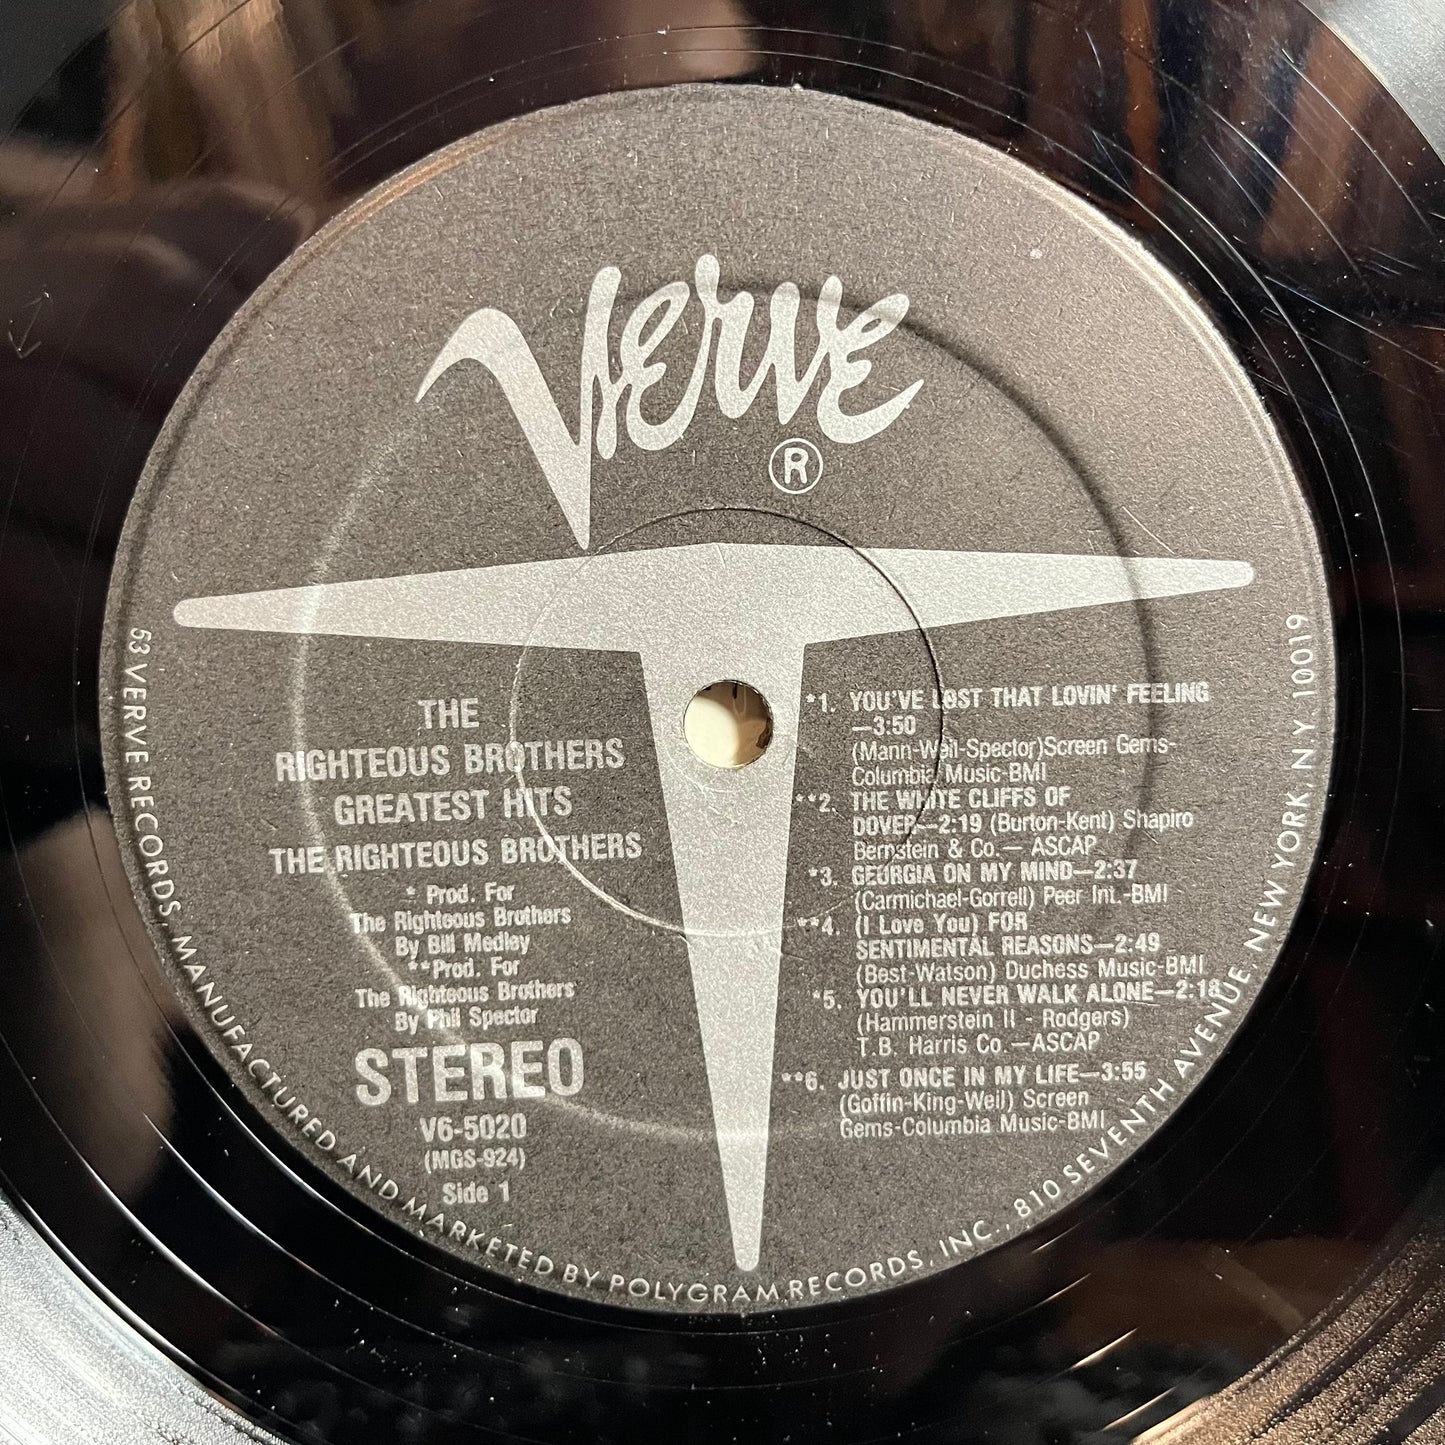 Verve
R
THE
RIGHTEOUS BROTHERS
GREATEST HITS
THE RIGHTEOUS BROTHERS
* Prod. For
The Righteous Brothers
By Bill Medley
**Prod. For
The Righteous Brothers
By Phil Spector
STEREO
V6-5020
(MGS-924)
Side 1
*1. YOU'VE LOST THAT LOVIN' FEELING
—3:50
(Mann-Weil-Spector)Screen Gems-
Columbia Music-BMI
**2. THE WHITE CLIFFS OF
DOVER—2:19 (Burton-Kent) Shapiro
Bernstein & Co.— ASCAP
*3. GEORGIA ON MY MIND—2:37
(Carmichael-Gorrell) Peer Int.-BMI
**4. (I Love You) FOR
SENTIMENTAL REASONS—2:49
(Best-Watson) Duchess Music-BMI
*5. YOU'LL NEVER WALK ALONE—2:18
(Hammerstein II - Rodgers)
T.B. Harris Co.—ASCAP
**6. JUST ONCE IN MY LIFE—3:55
(Goffin-King-Weil) Screen
Gems-Columbia Music-BMI
53 VERVE RECORDS, MANUFACTURED AND MARKETED BY POLYGRAM RECORDS, INC., 810 SEVENTH AVENUE, NEW YORK, N.Y. 10019